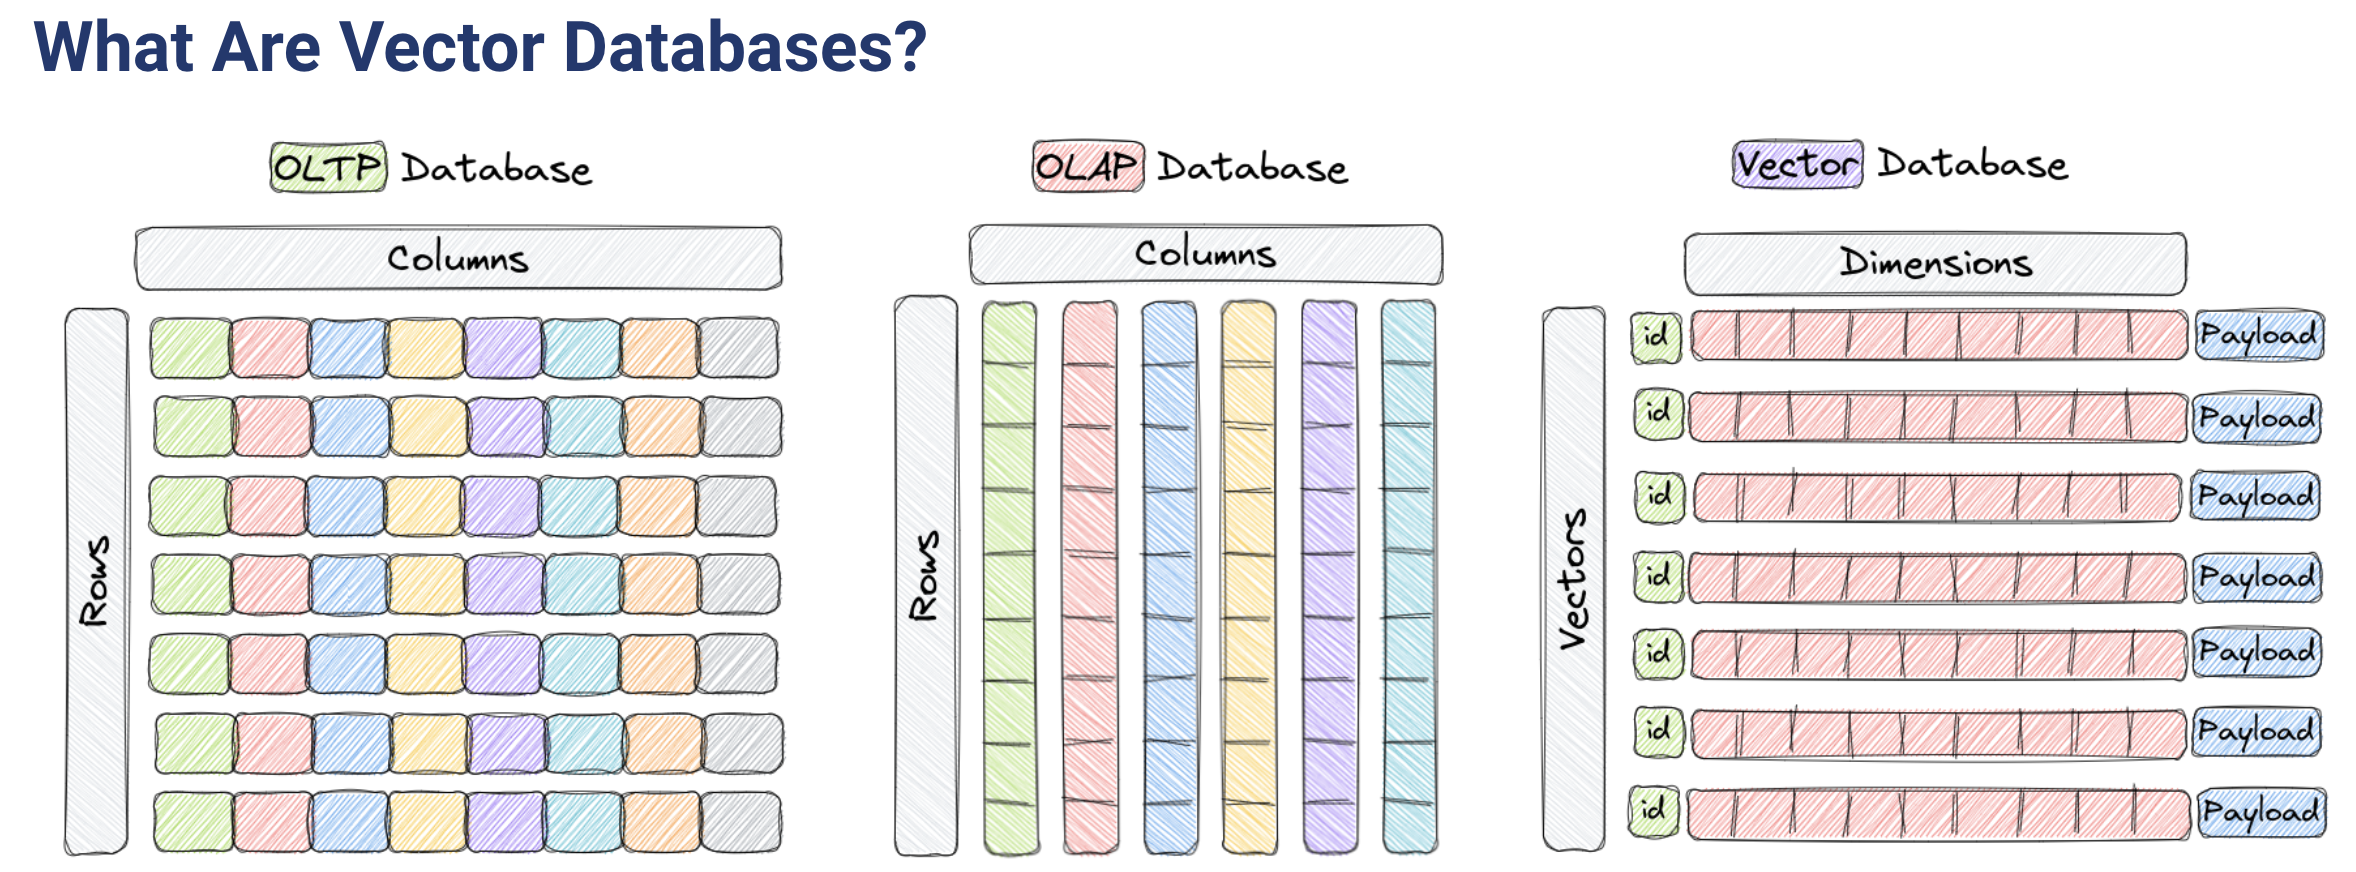 What Are Vector Databases?
OLTP Database
Columns
Rows
OLAP Database
Columns
Rows
Vector Database
Dimensions
Vectors
id Payload
id Payload
id Payload
id Payload
id Payload
id Payload
id Payload